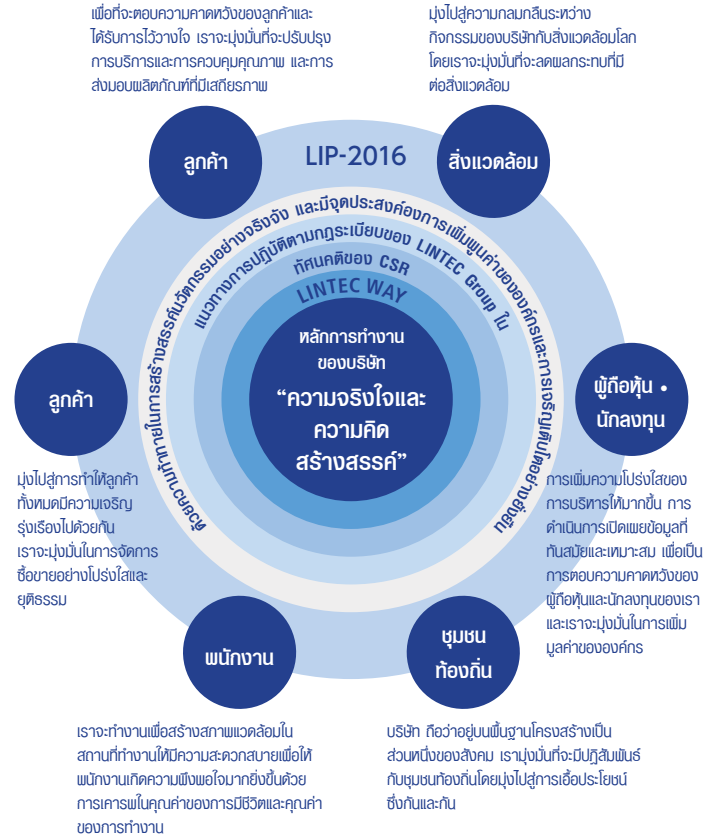 เพื่อที่จะตอบความคาดหวังของลูกค้าและ
ได้รับการไว้วางใจ เราจะมุ่งมั่นที่จะปรับปรุง
การบริการและการควบคุมคุณภาพ และการ
ส่งมอบผลิตภัณฑ์ที่มีเสถียรภาพ
มุ่งไปสู่ความกลมกลืนระหว่าง
กิจกรรมของบริษัทกับสิ่งแวดล้อมโลก
โดยเราจะมุ่งมั่นที่จะลดผลกระทบที่มี
ต่อสิ่งแวดล้อม
ลูกค้า
LIP-2016
สิ่งแวดล้อม
ด้วยความท้าทายในการสร้างสรรค์นวัตกรรมอย่างจริงจัง และมีจุดประสงค์ของการเพิ่มพูนค่าขององค์กรและการเจริญเติบโตอย่างยั่งยืน
แนวทางการปฏิบัติตามกฎระเบียบของ LINTEC Group ใน
ทัศนคติของ CSR
LINTEC WAY
หลักการทำงาน
ของบริษัท
“ความจริงใจและ
ความคิด
สร้างสรรค์”
ลูกค้า
ผู้ถือหุ้น •
นักลงทุน
มุ่งไปสู่การทำให้ลูกค้า
ทั้งหมดมีความเจริญ
รุ่งเรืองไปด้วยกัน
เราจะมุ่งมั่นในการจัดการ
ซื้อขายอย่างโปร่งใสและ
ยุติธรรม
การเพิ่มความโปร่งใสของ
การบริหารให้มากขึ้น การ
ดำเนินการเปิดเผยข้อมูลที่
ทันสมัยและเหมาะสม เพื่อเป็น
การตอบความคาดหวังของ
ผู้ถือหุ้นและนักลงทุนของเรา
และเราจะมุ่งมั่นในการเพิ่ม
มูลค่าขององค์กร
พนักงาน
ชุมชน
ท้องถิ่น
เราจะทำงานเพื่อสร้างสภาพแวดล้อมใน
สถานที่ทำงานให้มีความสะดวกสบายเพื่อให้
พนักงานเกิดความพึงพอใจมากยิ่งขึ้นด้วย
การเคารพในคุณค่าของการมีชีวิตและคุณค่า
ของการทำงาน
บริษัท ถือว่าอยู่บนพื้นฐานโครงสร้างเป็น
ส่วนหนึ่งของสังคม เรามุ่งมั่นที่จะมีปฏิสัมพันธ์
กับชุมชนท้องถิ่นโดยมุ่งไปสู่การเอื้อประโยชน์
ซึ่งกันและกัน